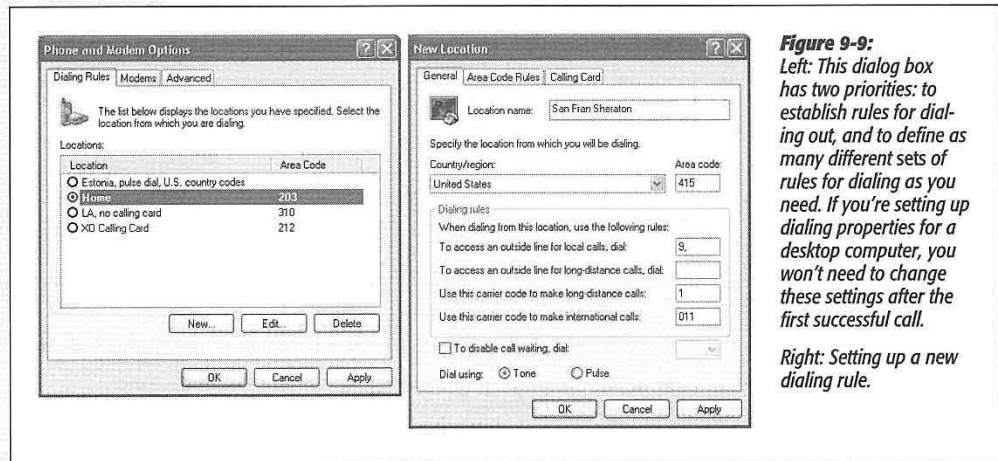 Phone and Modem Options
Dialing Rules Modems Advanced
The list below displays the locations you have specified. Select the
location from which you are dialing.
Locations:
Location Area Code
Estonia, pulse dial, U.S. country codes
Home 203
LA, no calling card 310
XO Calling Card 212
New... Edit... Delete
OK Cancel Apply
New Location
General Area Code Rules Calling Card
Location name: San Fran Sheraton
Specify the location from which you will be dialing.
Country/region: Area code:
United States 415
Dialing rules
When dialing from this location, use the following rules:
To access an outside line for local calls, dial: 9,
To access an outside line for long-distance calls, dial:
Use this carrier code to make long-distance calls: 1
Use this carrier code to make international calls: 011
To disable call waiting, dial:
Dial using: Tone Pulse
OK Cancel Apply
Figure 9-9:
Left: This dialog box
has two priorities: to
establish rules for dial-
ing out, and to define as
many different sets of
rules for dialing as you
need. If you're setting up
dialing properties for a
desktop computer, you
won't need to change
these settings after the
first successful call.
Right: Setting up a new
dialing rule.